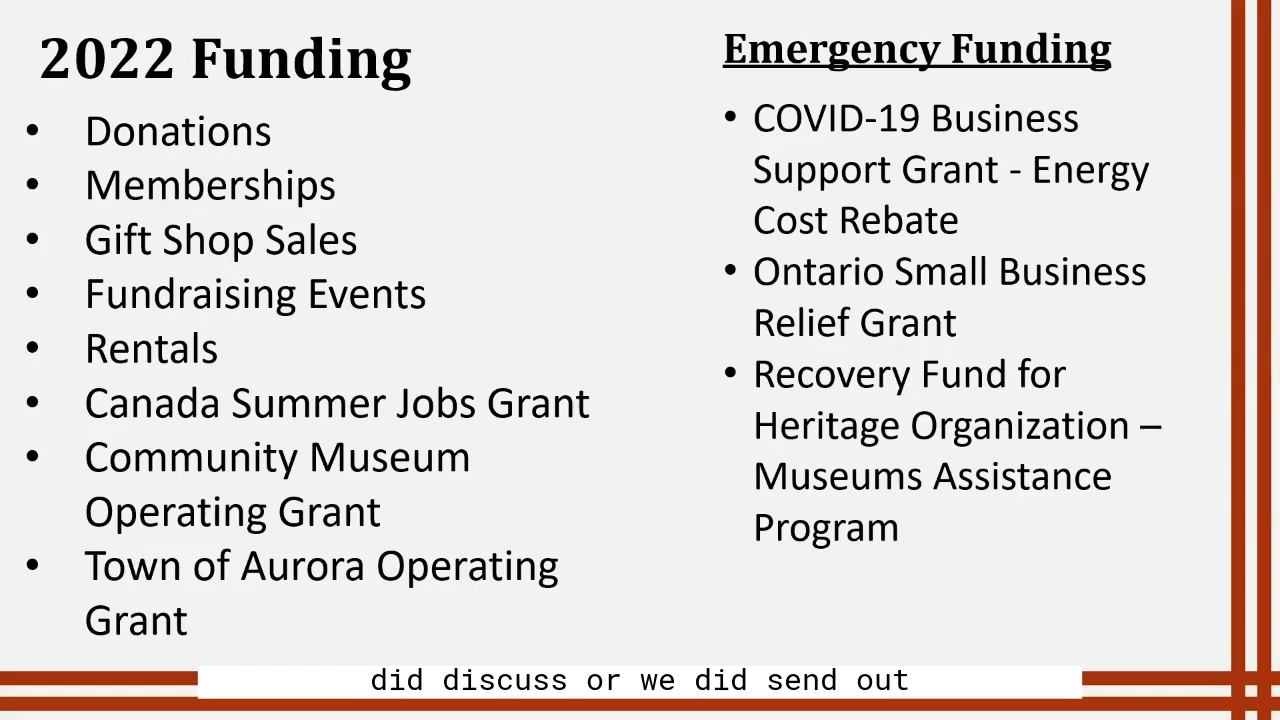 2022 Funding
• Donations
• Memberships
• Gift Shop Sales
• Fundraising Events
• Rentals
• Canada Summer Jobs Grant
• Community Museum
Operating Grant
• Town of Aurora Operating
Grant
Emergency Funding
• COVID-19 Business
Support Grant - Energy
Cost Rebate
• Ontario Small Business
Relief Grant
• Recovery Fund for
Heritage Organization –
Museums Assistance
Program
did discuss or we did send out